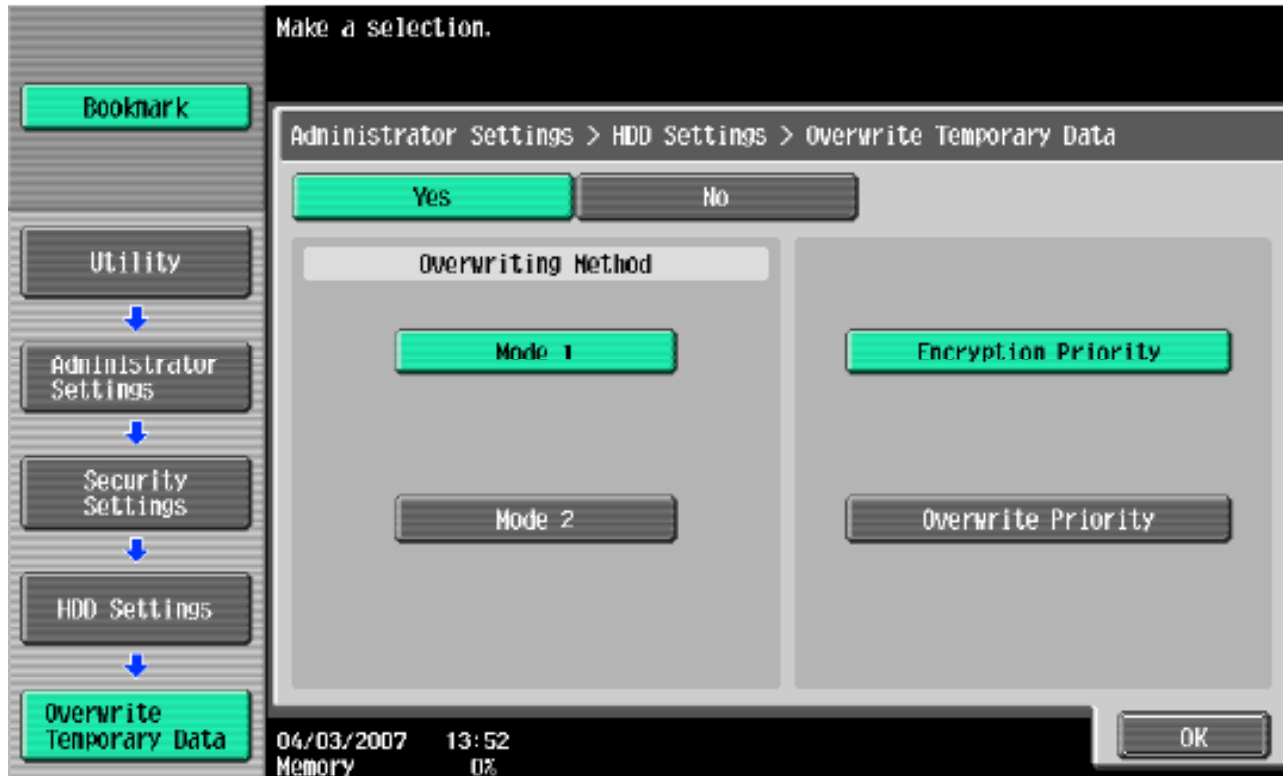 Make a selection.
Bookmark
Administrator Settings > HDD Settings > Overwrite Temporary Data
Yes
No
Utility
Overwriting Method
Mode 1
Encryption Priority
Administrator
Settings
Security
Settings
Mode 2
Overwrite Priority
HDD Settings
Overwrite
Temporary Data
04/03/2007 13:52
Memory 0%
OK